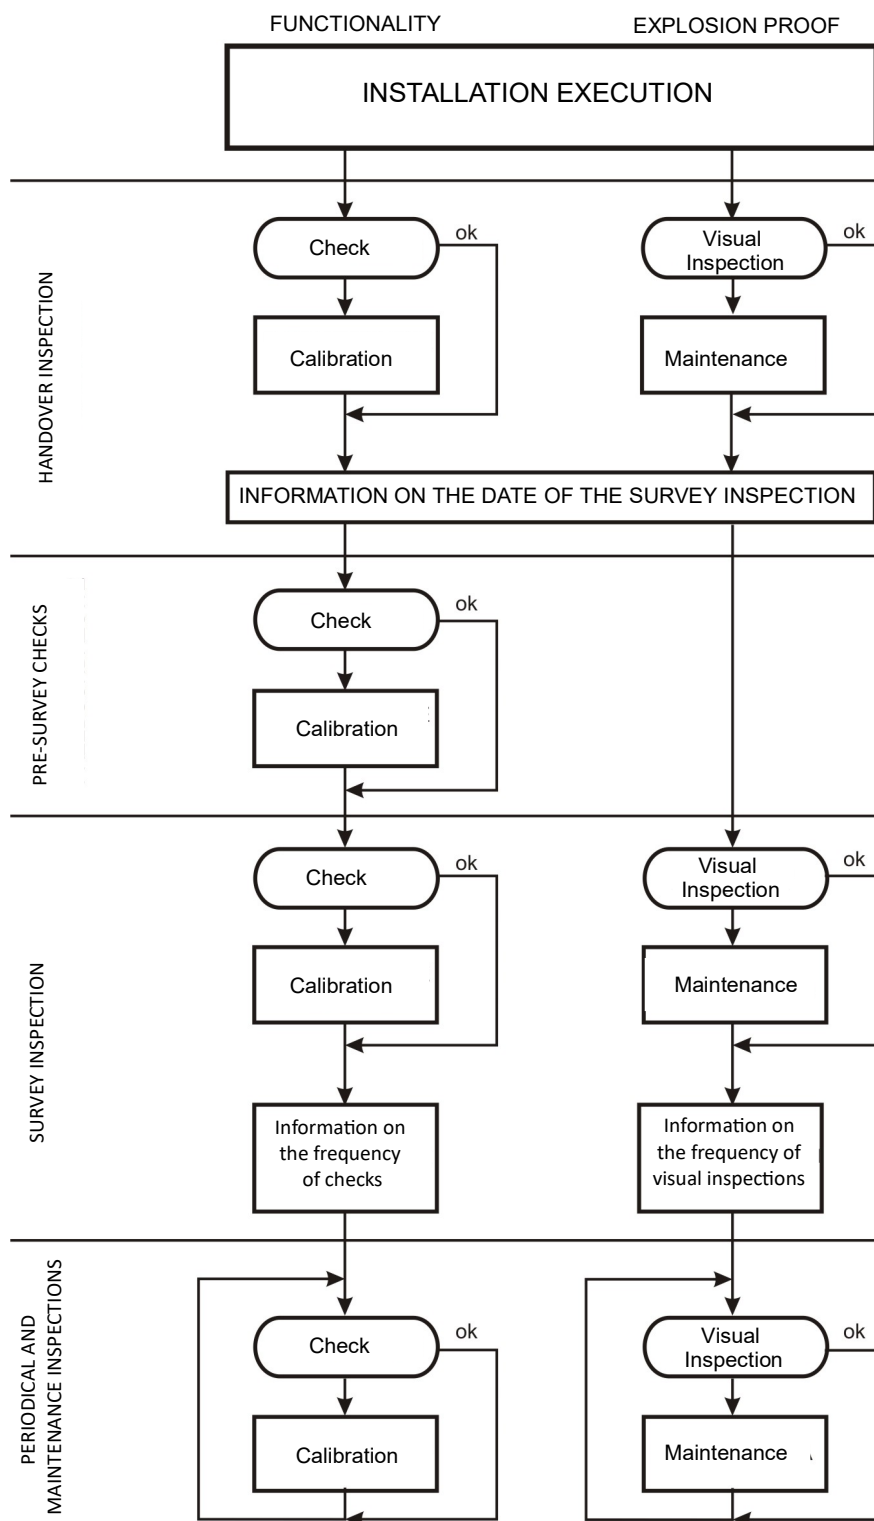 FUNCTIONALITY
EXPLOSION PROOF
INSTALLATION EXECUTION
HANDOVER INSPECTION
Check
ok
Visual
Inspection
ok
Calibration
Maintenance
INFORMATION ON THE DATE OF THE SURVEY INSPECTION
PRE-SURVEY CHECKS
Check
ok
Calibration
SURVEY INSPECTION
Check
ok
Visual
Inspection
ok
Calibration
Maintenance
Information on
the frequency
of checks
Information on
the frequency of
visual inspections
PERIODICAL AND
MAINTENANCE INSPECTIONS
Check
ok
Visual
Inspection
ok
Calibration
Maintenance